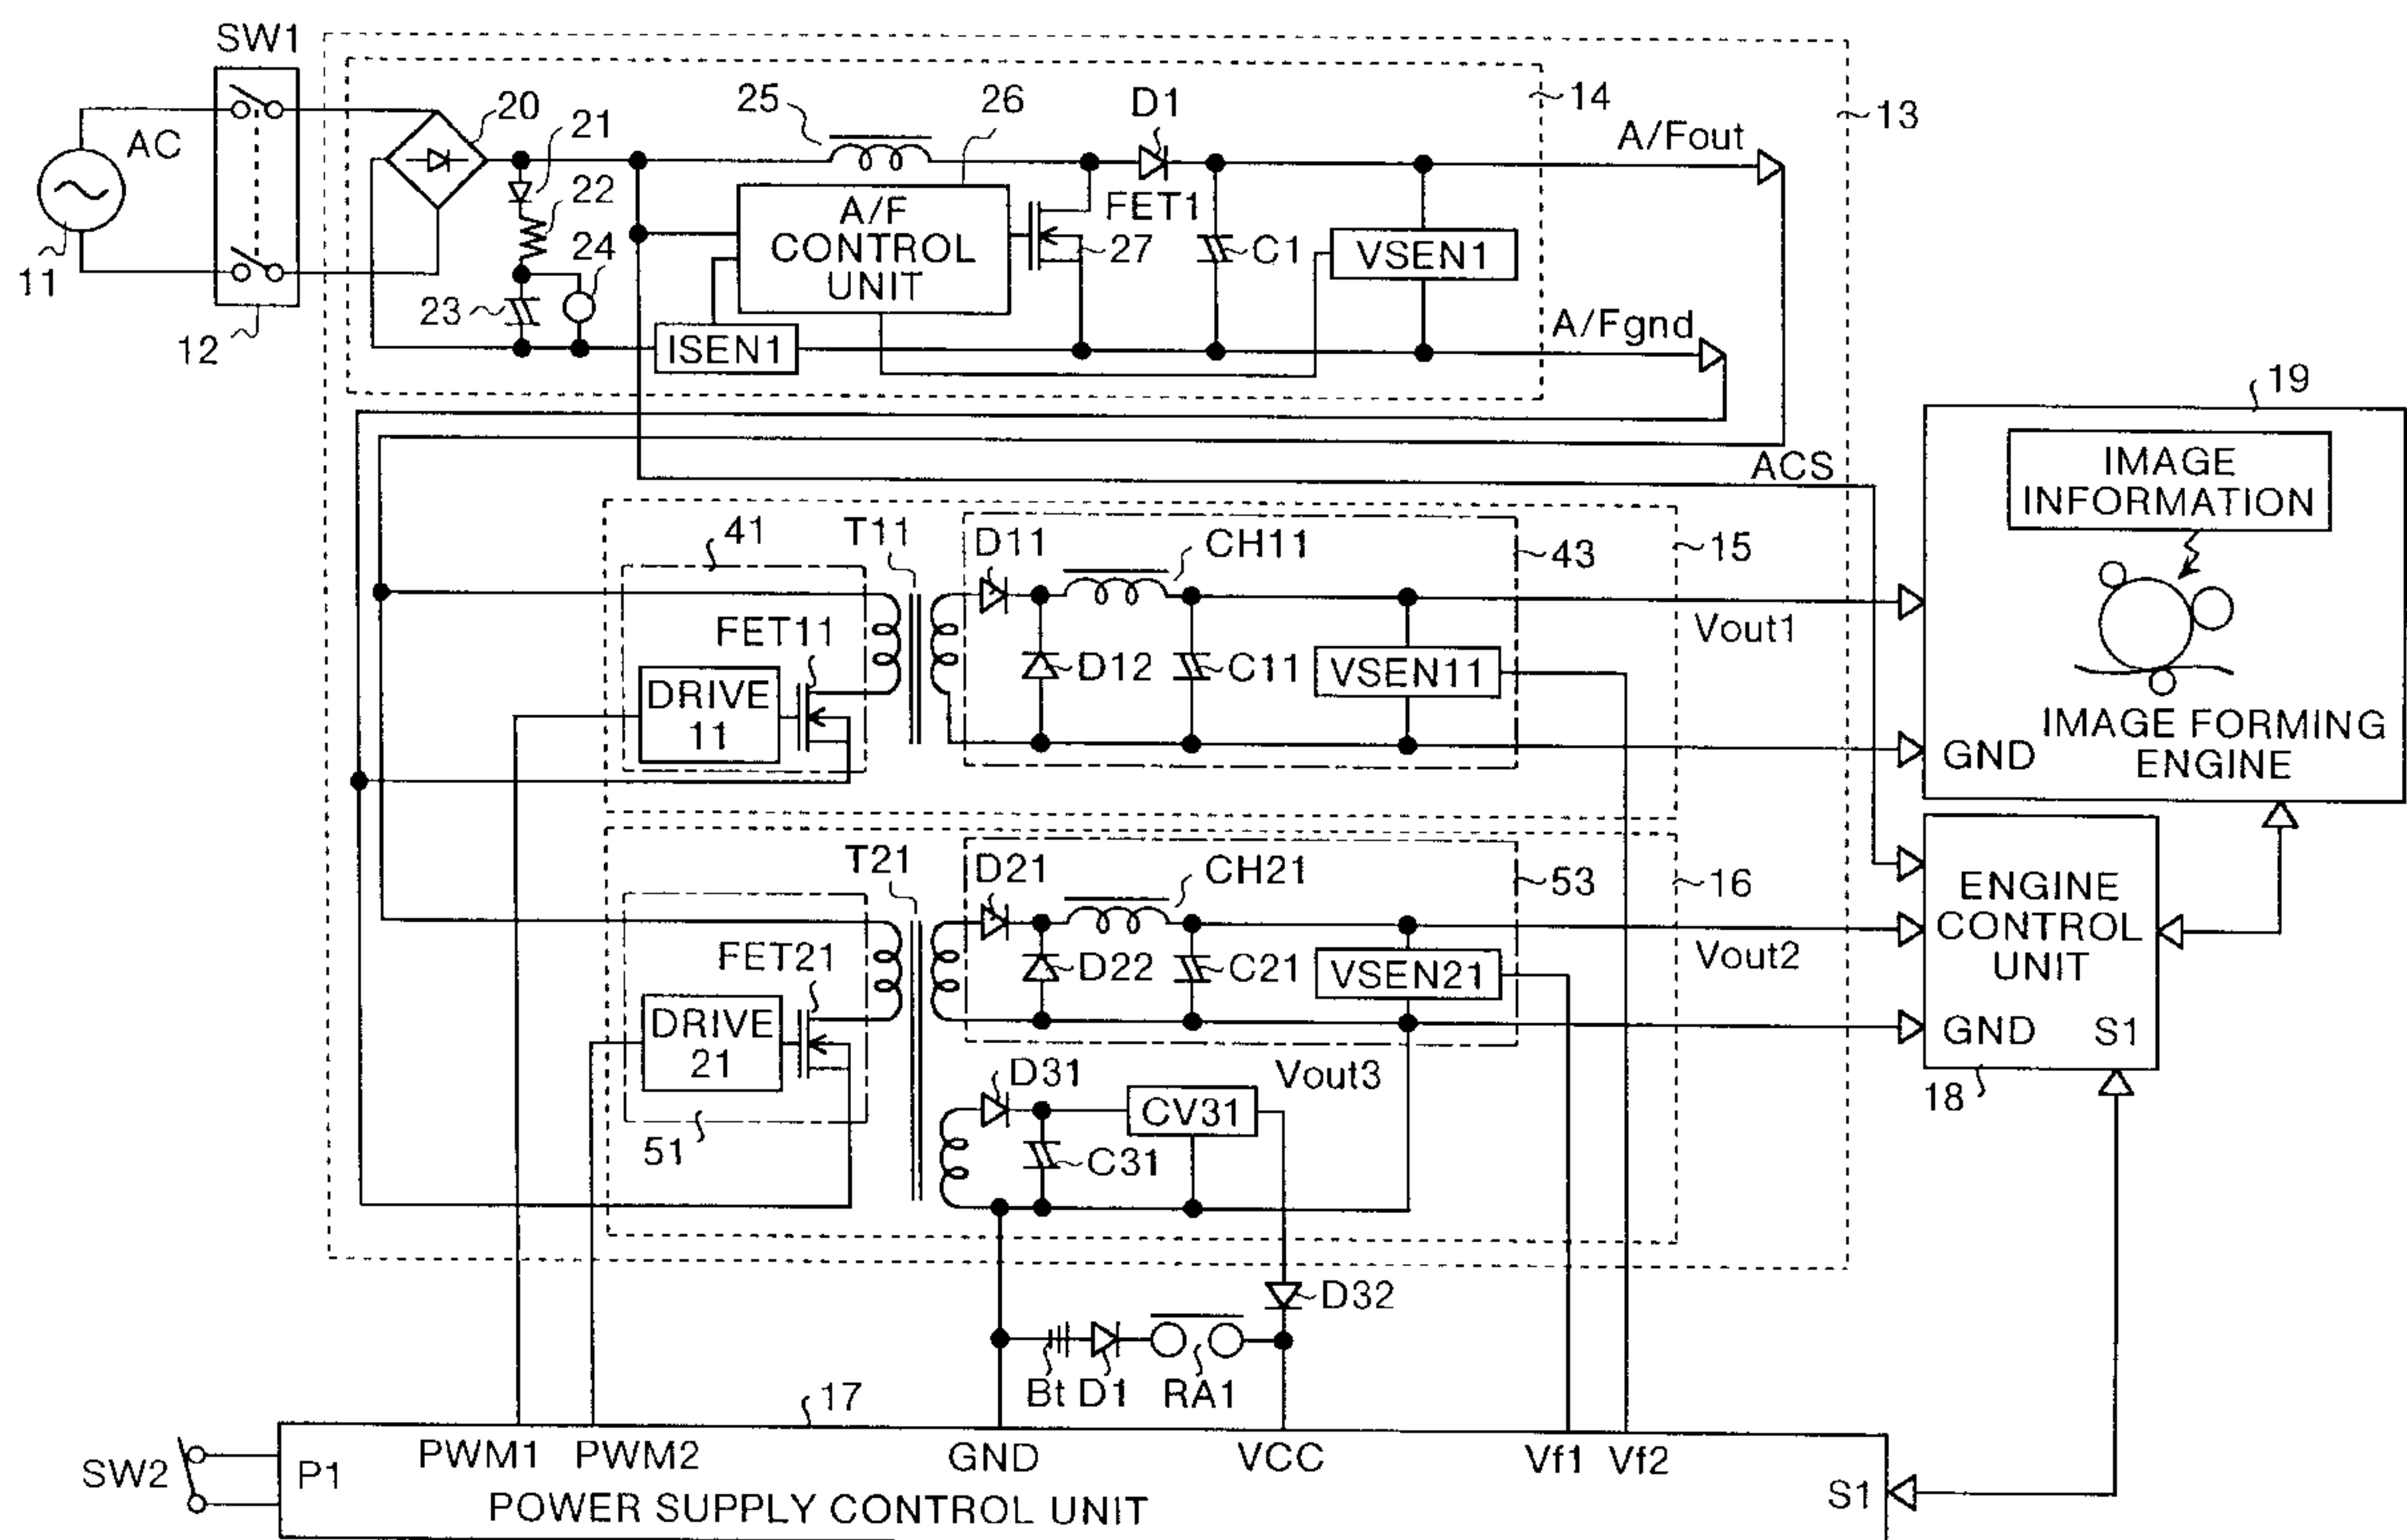 SW1
AC
11
12
20
21
22
23
24
25
26
A/F
CONTROL
UNIT
ISEN1
D1
FET1
27
C1
VSEN1
14
13
A/Fout
A/Fgnd
ACS
19
IMAGE
INFORMATION
IMAGE FORMING
ENGINE
GND
41
T11
D11
CH11
43
15
FET11
DRIVE
11
D12
C11
VSEN11
Vout1
T21
D21
CH21
53
16
FET21
DRIVE
21
51
D22
C21
VSEN21
Vout2
ENGINE
CONTROL
UNIT
GND
S1
18
D31
Vout3
CV31
C31
D32
Bt
D1
RA1
17
SW2
P1
PWM1
PWM2
GND
VCC
Vf1
Vf2
S1
POWER SUPPLY CONTROL UNIT